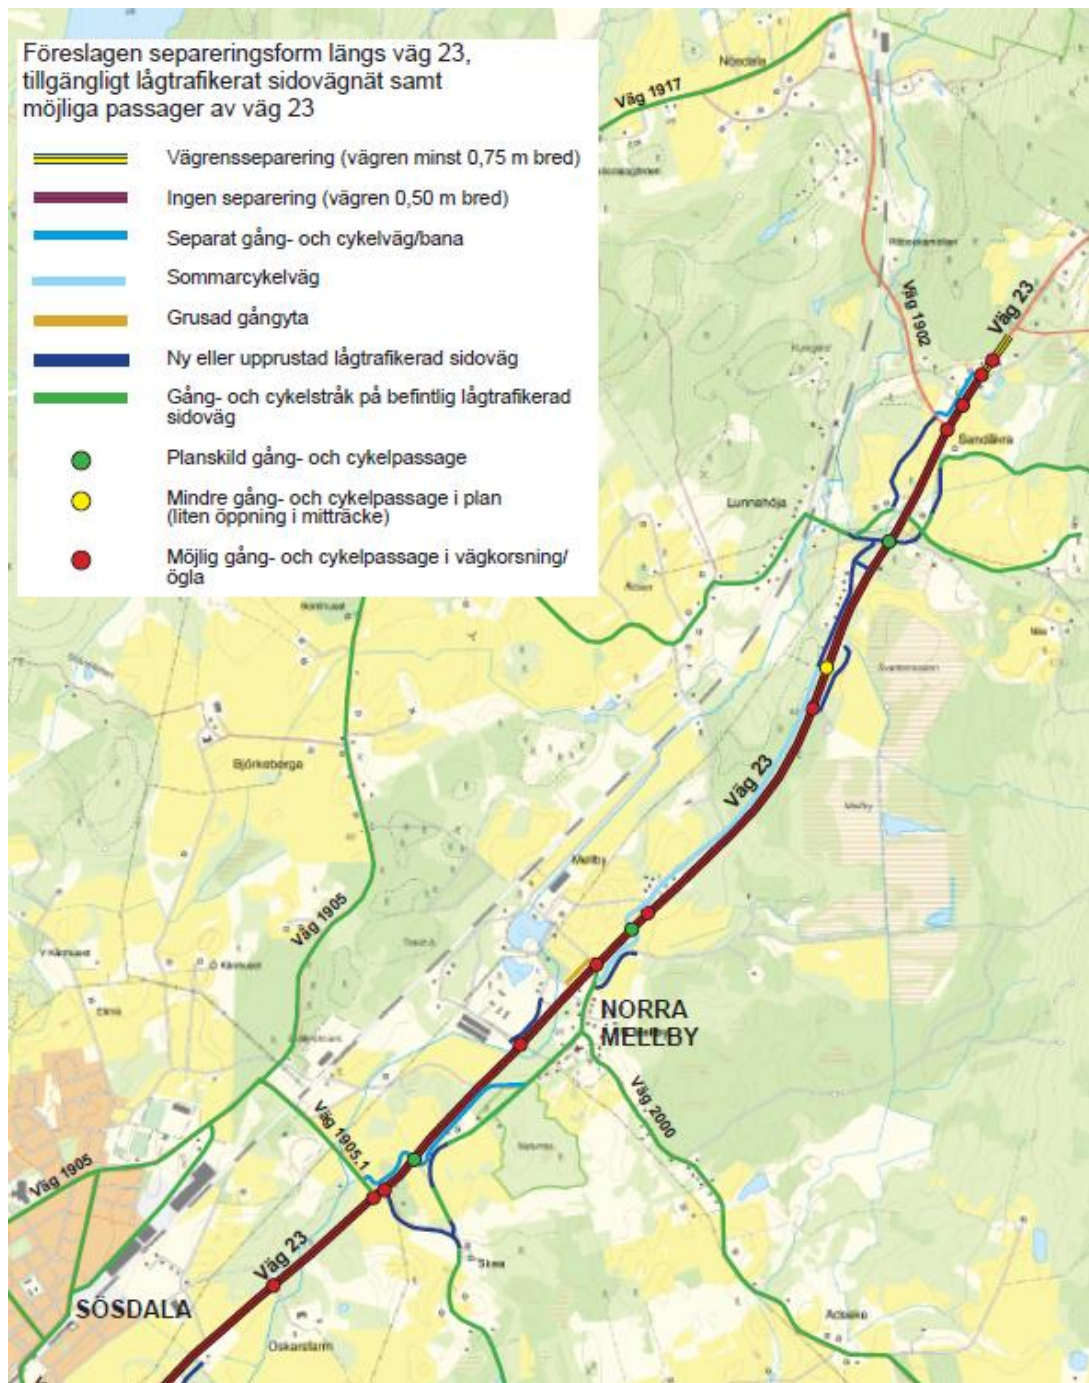 Föreslagen separeringsform längs väg 23,
tillgängligt lågtrafikerat sidovägnät samt
möjliga passager av väg 23
Vägrensseparering (vägren minst 0,75 m bred)
Ingen separering (vägren 0,50 m bred)
Separat gång- och cykelväg/bana
Sommarcykelväg
Grusad gångyta
Ny eller upprustad lågtrafikerad sidoväg
Gång- och cykelstråk på befintlig lågtrafikerad
sidoväg
Planskild gång- och cykelpassage
Mindre gång- och cykelpassage i plan
(liten öppning i mitträcke)
Möjlig gång- och cykelpassage i vägkorsning/
ögla
Nösdala
Väg 1917
Väg 1902
Väg 23
Sandåkra
Lunnahöja
Björkeberga
Väg 23
Mellby
Mellby
Väg 1905
NORRA
MELLBY
Väg 2000
Väg 1905.1
Väg 1905
Väg 23
Skea
SÖSDALA
Oskarsfarm
Adseke